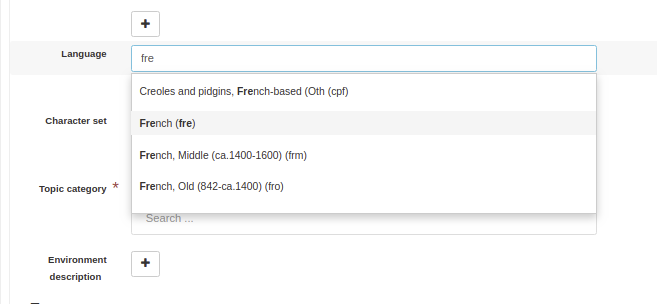 +
Language
fre
Creoles and pidgins, French-based (Oth (cpf)
Character set
French (fre)
French, Middle (ca.1400-1600) (frm)
Topic category *
French, Old (842-ca.1400) (fro)
Search ...
Environment
description
+